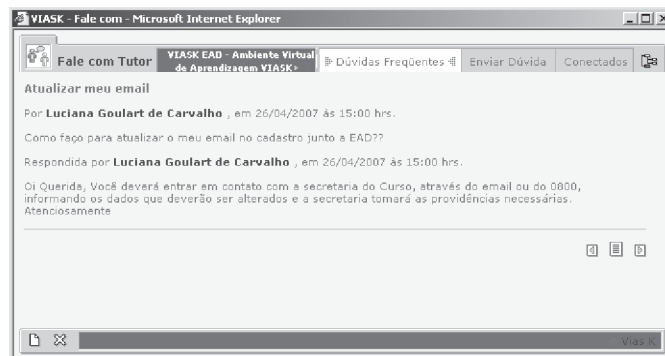 VIASK - Fale com - Microsoft Internet Explorer
Fale com Tutor
VIASK EAD - Ambiente Virtual
de Aprendizagem VIASK
Dúvidas Freqüentes
Enviar Dúvida
Conectados
Atualizar meu email
Por Luciana Goulart de Carvalho , em 26/04/2007 às 15:00 hrs.
Como faço para atualizar o meu email no cadastro junto a EAD??
Respondida por Luciana Goulart de Carvalho , em 26/04/2007 às 15:00 hrs.
Oi Querida, Você deverá entrar em contato com a secretaria do Curso, através do email ou do 0800,
informando os dados que deverão ser alterados e a secretaria tomará as providências necessárias.
Atenciosamente
Vias K